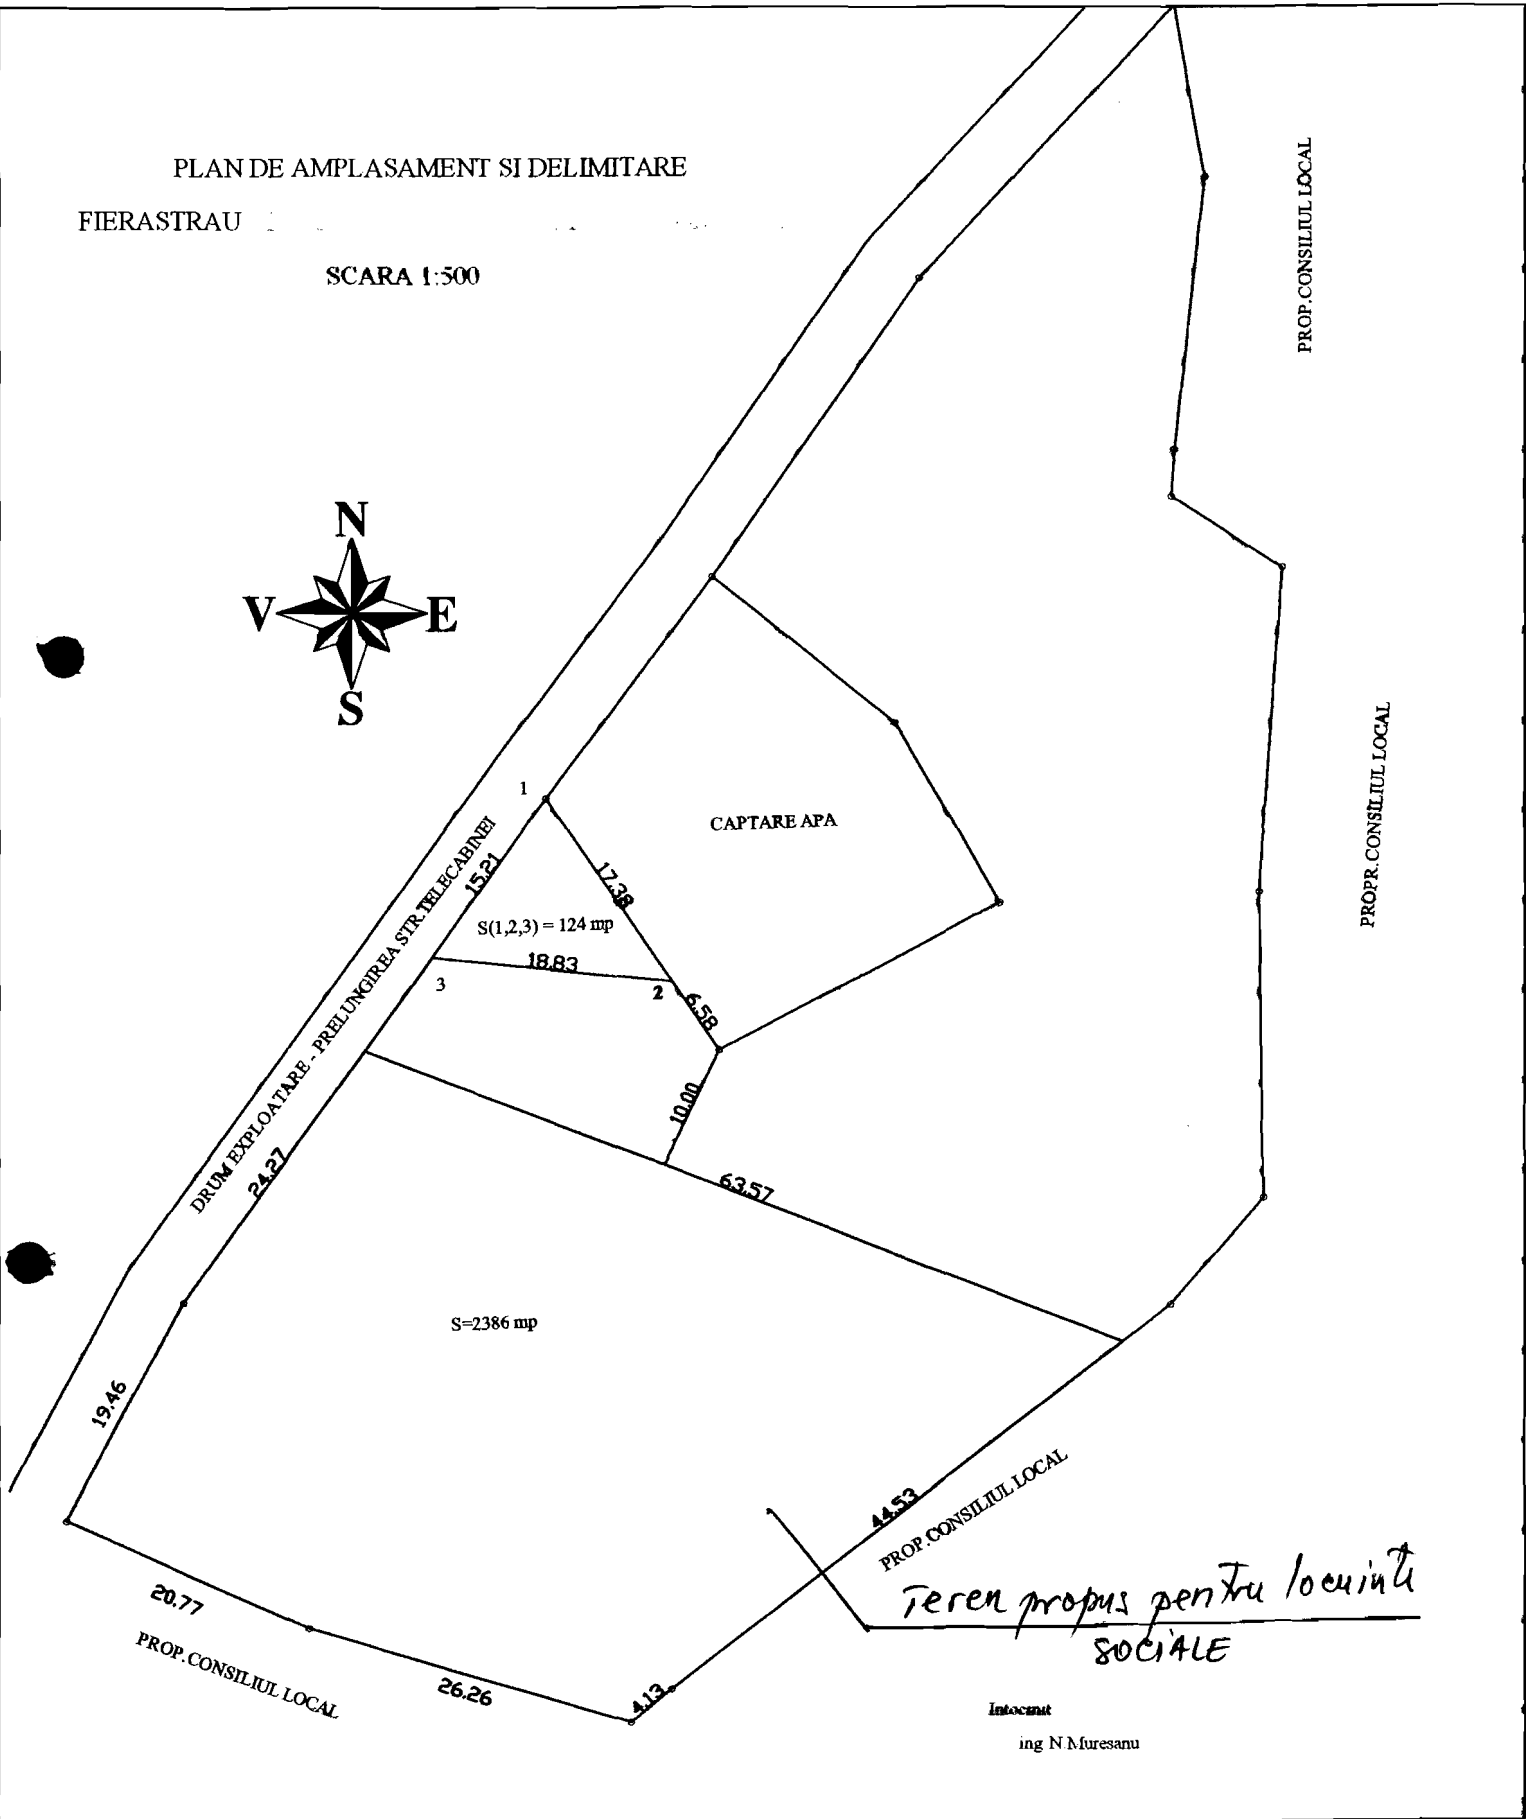 PLAN DE AMPLASAMENT SI DELIMITARE
FIERASTRAU
SCARA 1:500
PROP.CONSILIUL LOCAL
N
V
E
S
PROPR.CONSILIUL LOCAL
1
CAPTARE APA
DRUM EXPLOATARE - PRELUNGIREA STR.TELECABINEI
15.21
17.38
S(1,2,3) = 124 mp
18.83
3
2
6.58
10.00
24.27
63.57
S=2386 mp
19.46
44.53
PROP.CONSILIUL LOCAL
20.77
PROP.CONSILIUL LOCAL
26.26
4.13
Teren propus pentru locuinte
SOCIALE
Intocmit
ing N.Muresanu